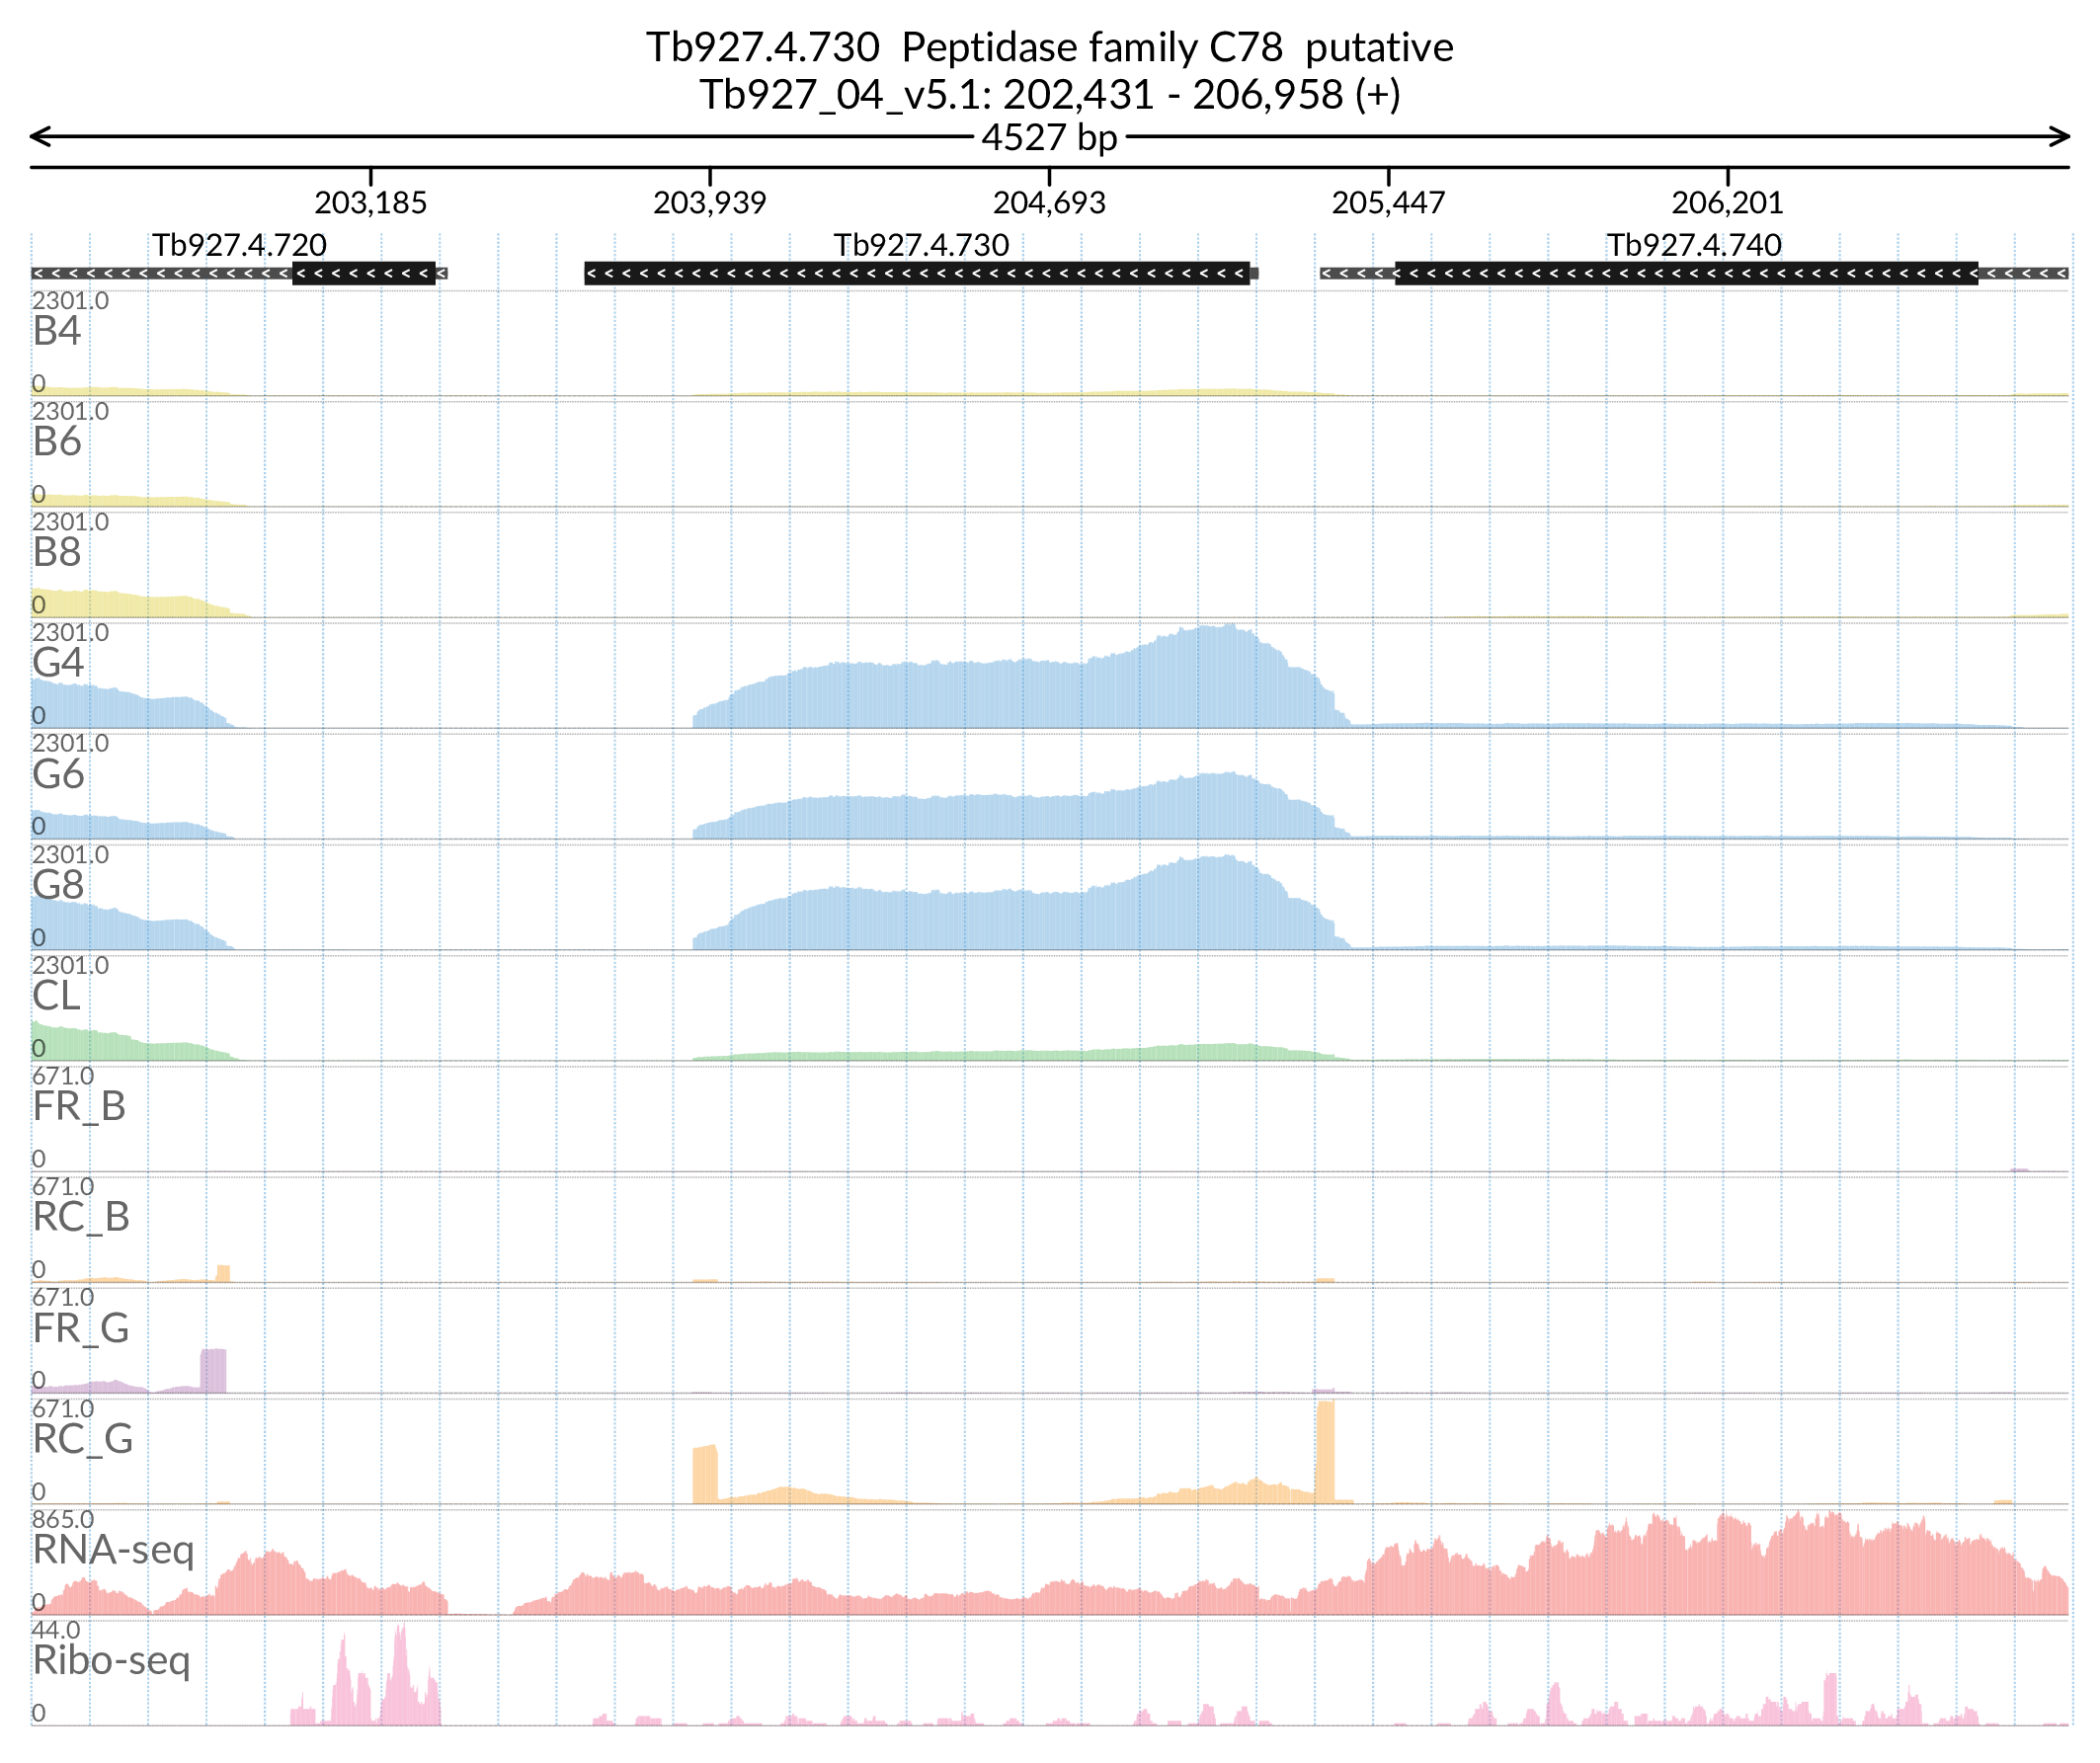 Tb927.4.730 Peptidase family C78 putative
Tb927_04_v5.1: 202,431 - 206,958 (+)
4527 bp
203,185 203,939 204,693 205,447 206,201
Tb927.4.720 Tb927.4.730 Tb927.4.740
2301.0
B4
0
2301.0
B6
0
2301.0
B8
0
2301.0
G4
0
2301.0
G6
0
2301.0
G8
0
2301.0
CL
0
671.0
FR_B
0
671.0
RC_B
0
671.0
FR_G
0
671.0
RC_G
0
865.0
RNA-seq
0
44.0
Ribo-seq
0